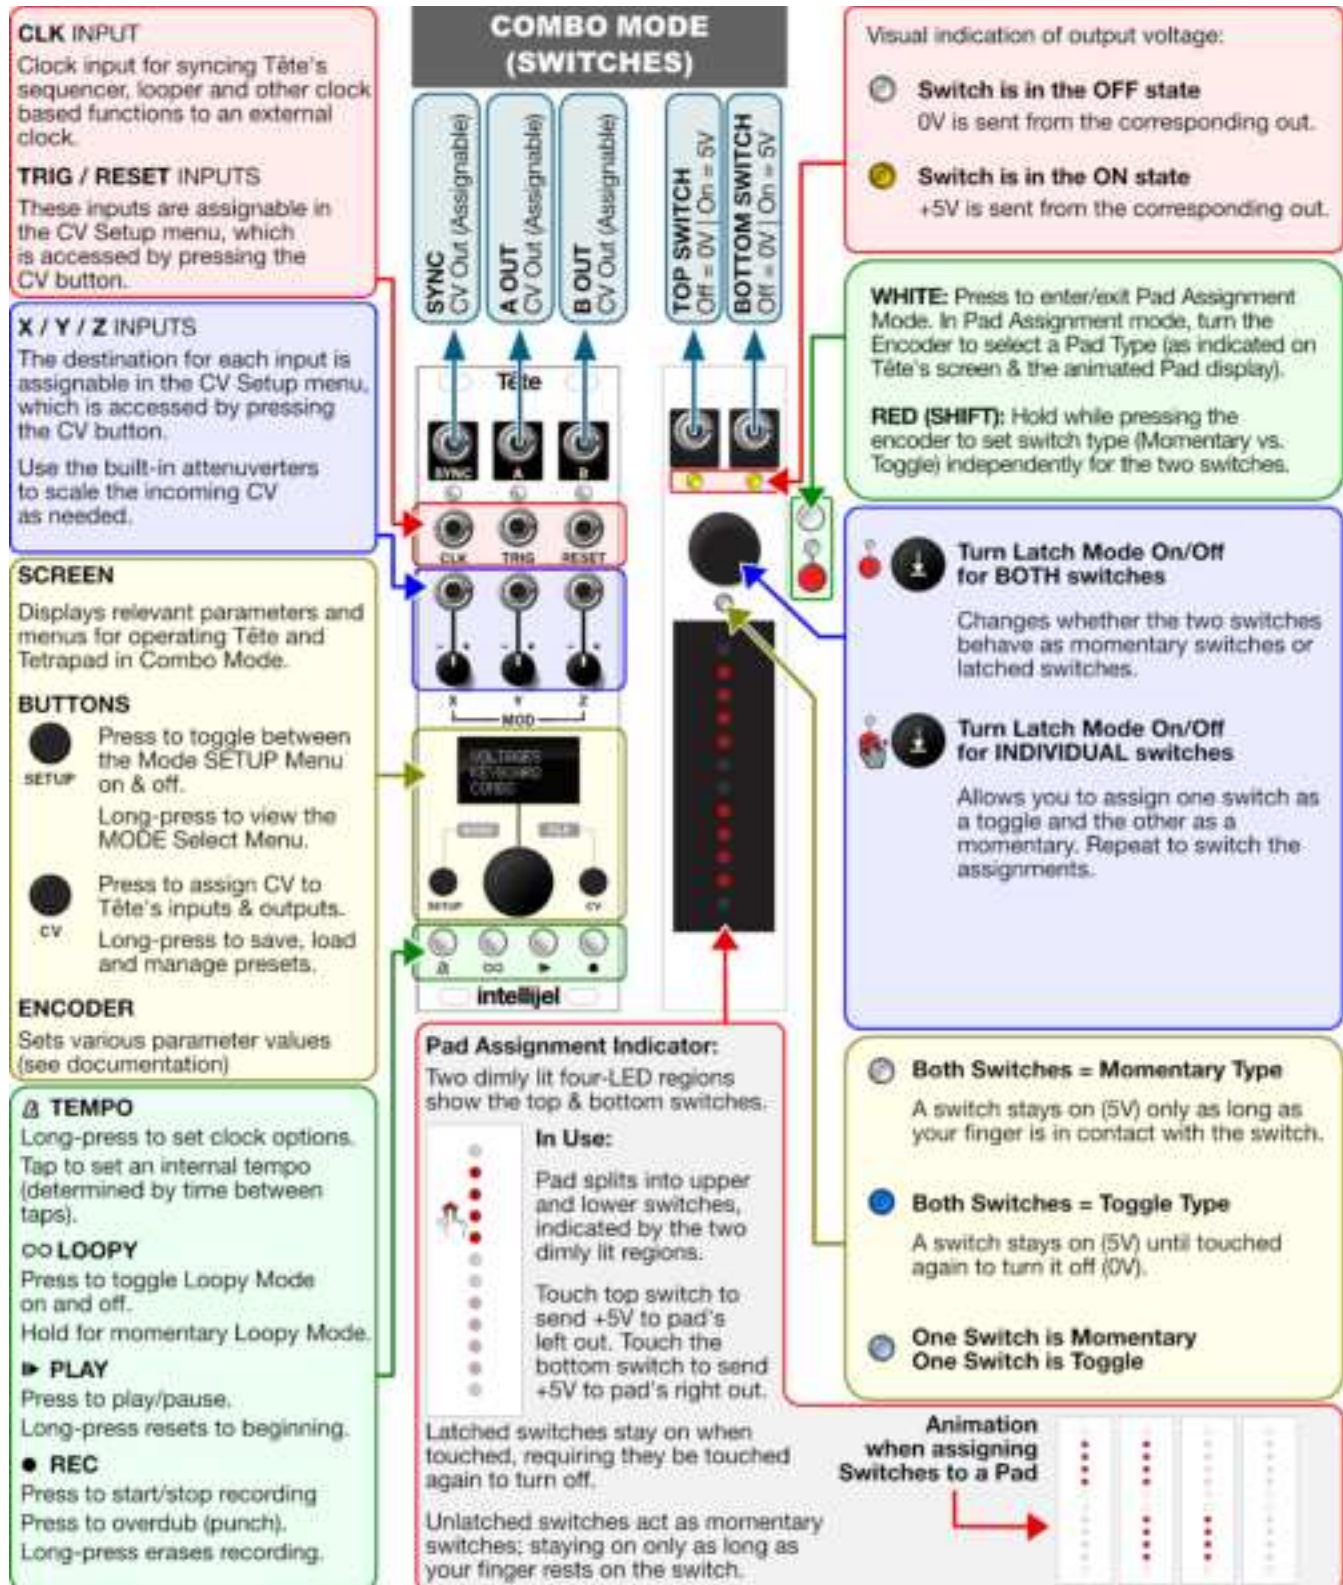 COMBO MODE
(SWITCHES)
CLK INPUT
Clock input for syncing Tête's
sequencer, looper and other clock
based functions to an external
clock.
TRIG / RESET INPUTS
These inputs are assignable in
the CV Setup menu, which
is accessed by pressing the
CV button.
X / Y / Z INPUTS
The destination for each input is
assignable in the CV Setup menu,
which is accessed by pressing
the CV button.
Use the built-in attenuverters
to scale the incoming CV
as needed.
SCREEN
Displays relevant parameters and
menus for operating Tête and
Tetrapad in Combo Mode.
BUTTONS
SETUP
Press to toggle between
the Mode SETUP Menu
on & off.
Long-press to view the
MODE Select Menu.
CV
Press to assign CV to
Tête's inputs & outputs.
Long-press to save, load
and manage presets.
ENCODER
Sets various parameter values
(see documentation)
TEMPO
Long-press to set clock options.
Tap to set an internal tempo
(determined by time between
taps).
LOOPY
Press to toggle Loopy Mode
on and off.
Hold for momentary Loopy Mode.
PLAY
Press to play/pause.
Long-press resets to beginning.
REC
Press to start/stop recording
Press to overdub (punch).
Long-press erases recording.
SYNC
CV Out (Assignable)
A OUT
CV Out (Assignable)
B OUT
CV Out (Assignable)
TOP SWITCH
Off = 0V | On = 5V
BOTTOM SWITCH
Off = 0V | On = 5V
Tête
SYNC A B
CLK TRIG RESET
- + - + - +
X Y Z
MOD
VOLTAGES
KEYBOARD
COMBO
SETUP CV
intellijel
Visual indication of output voltage:
Switch is in the OFF state
0V is sent from the corresponding out.
Switch is in the ON state
+5V is sent from the corresponding out.
WHITE: Press to enter/exit Pad Assignment
Mode. In Pad Assignment mode, turn the
Encoder to select a Pad Type (as indicated on
Tête's screen & the animated Pad display).
RED (SHIFT): Hold while pressing the
encoder to set switch type (Momentary vs.
Toggle) independently for the two switches.
Turn Latch Mode On/Off
for BOTH switches
Changes whether the two switches
behave as momentary switches or
latched switches.
Turn Latch Mode On/Off
for INDIVIDUAL switches
Allows you to assign one switch as
a toggle and the other as a
momentary. Repeat to switch the
assignments.
Both Switches = Momentary Type
A switch stays on (5V) only as long as
your finger is in contact with the switch.
Both Switches = Toggle Type
A switch stays on (5V) until touched
again to turn it off (0V).
One Switch is Momentary
One Switch is Toggle
Pad Assignment Indicator:
Two dimly lit four-LED regions
show the top & bottom switches.
In Use:
Pad splits into upper
and lower switches,
indicated by the two
dimly lit regions.
Touch top switch to
send +5V to pad's
left out. Touch the
bottom switch to send
+5V to pad's right out.
Latched switches stay on when
touched, requiring they be touched
again to turn off.
Unlatched switches act as momentary
switches; staying on only as long as
your finger rests on the switch.
Animation
when assigning
Switches to a Pad